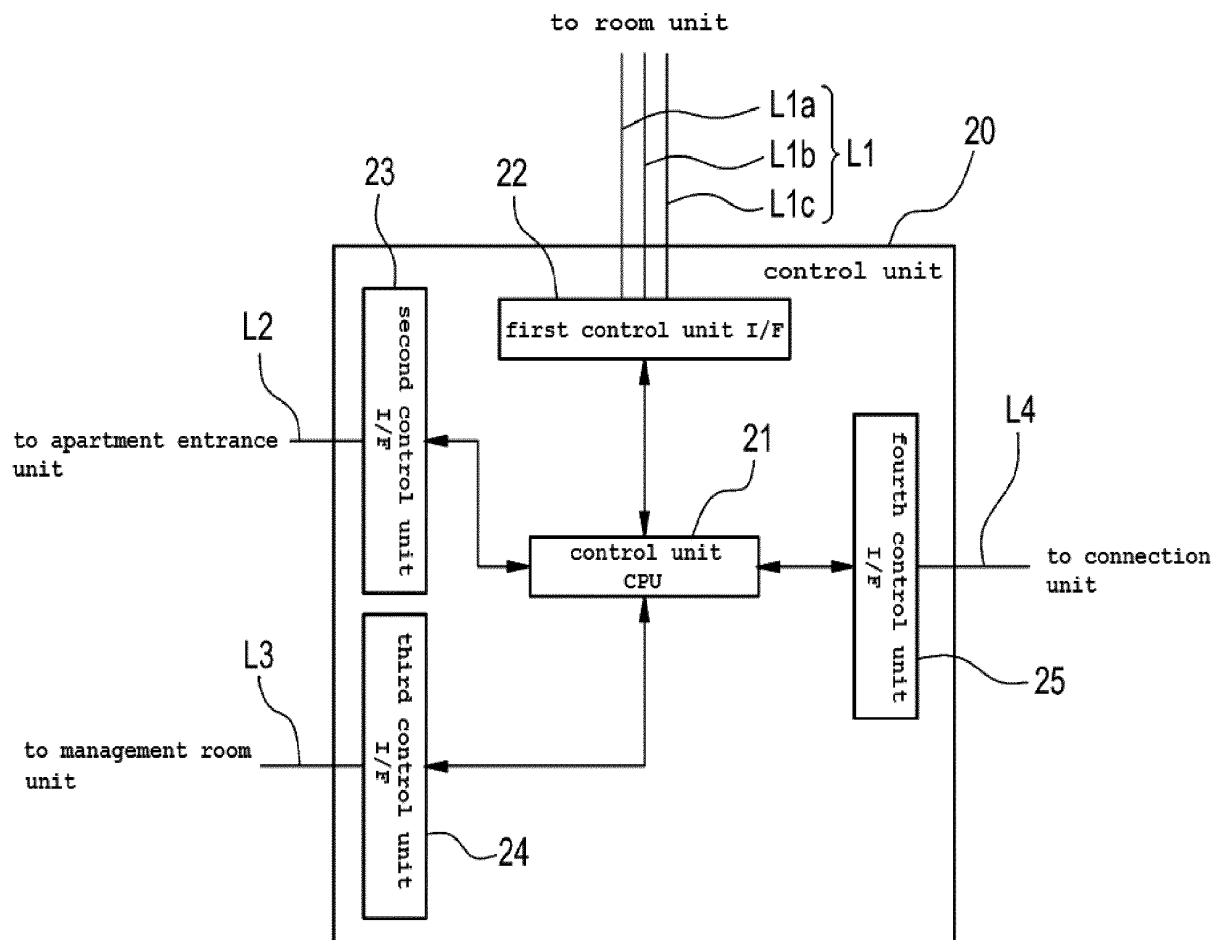 to room unit
L1a
L1b
L1c
L1
20
23
22
control unit
first control unit I/F
second control unit
I/F
L2
to apartment entrance
unit
21
control unit
CPU
L4
fourth control unit
I/F
to connection
unit
25
L3
third control unit
I/F
to management room
unit
24